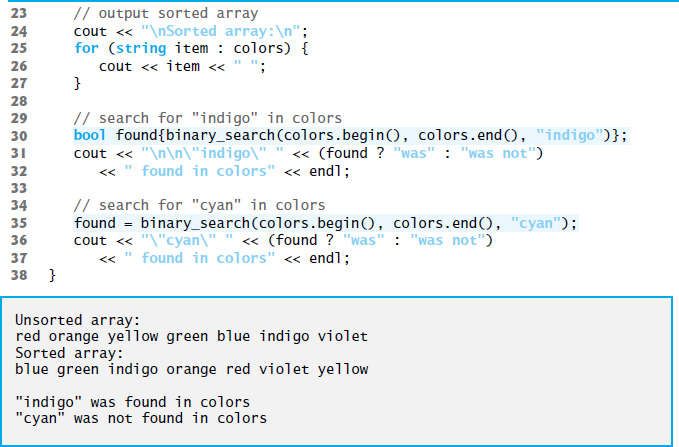 23 // output sorted array
24 cout << "\nSorted array:\n";
25 for (string item : colors) {
26 cout << item << " ";
27 }
28
29 // search for "indigo" in colors
30 bool found{binary_search(colors.begin(), colors.end(), "indigo")};
31 cout << "\n\n\"indigo\" " << (found ? "was" : "was not")
32 << " found in colors" << endl;
33
34 // search for "cyan" in colors
35 found = binary_search(colors.begin(), colors.end(), "cyan");
36 cout << "\"cyan\" " << (found ? "was" : "was not")
37 << " found in colors" << endl;
38 }
Unsorted array:
red orange yellow green blue indigo violet
Sorted array:
blue green indigo orange red violet yellow
"indigo" was found in colors
"cyan" was not found in colors